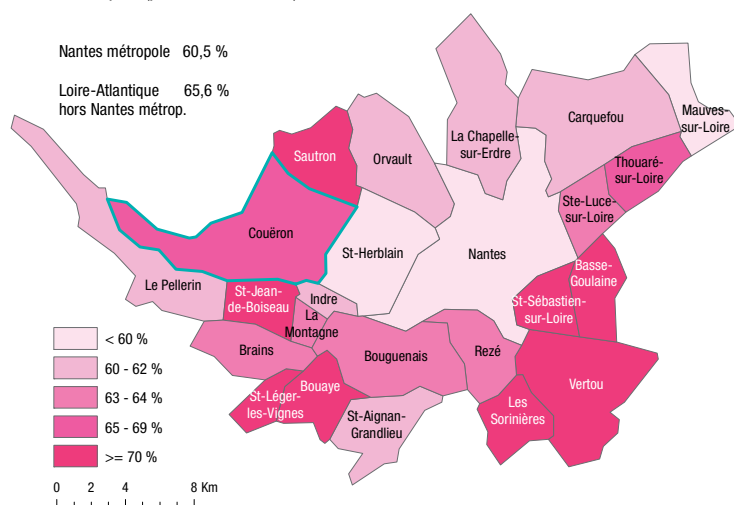 Nantes métropole 60,5 %
Loire-Atlantique 65,6 %
hors Nantes métrop.
Mauves-
sur-Loire
Carquefou
La Chapelle-
sur-Erdre
Sautron
Orvault
Thouaré-
sur-Loire
Ste-Luce-
sur-Loire
Couëron
St-Herblain
Nantes
Basse-
Goulaine
Le Pellerin
St-Jean-
de-Boiseau
Indre
St-Sébastien-
sur-Loire
La
Montagne
Brains
Bouguenais
Rezé
Vertou
St-Léger-
les-Vignes
Bouaye
Les
Sorinières
St-Aignan-
Grandlieu
< 60 %
60 - 62 %
63 - 64 %
65 - 69 %
>= 70 %
0 2 4 8 Km